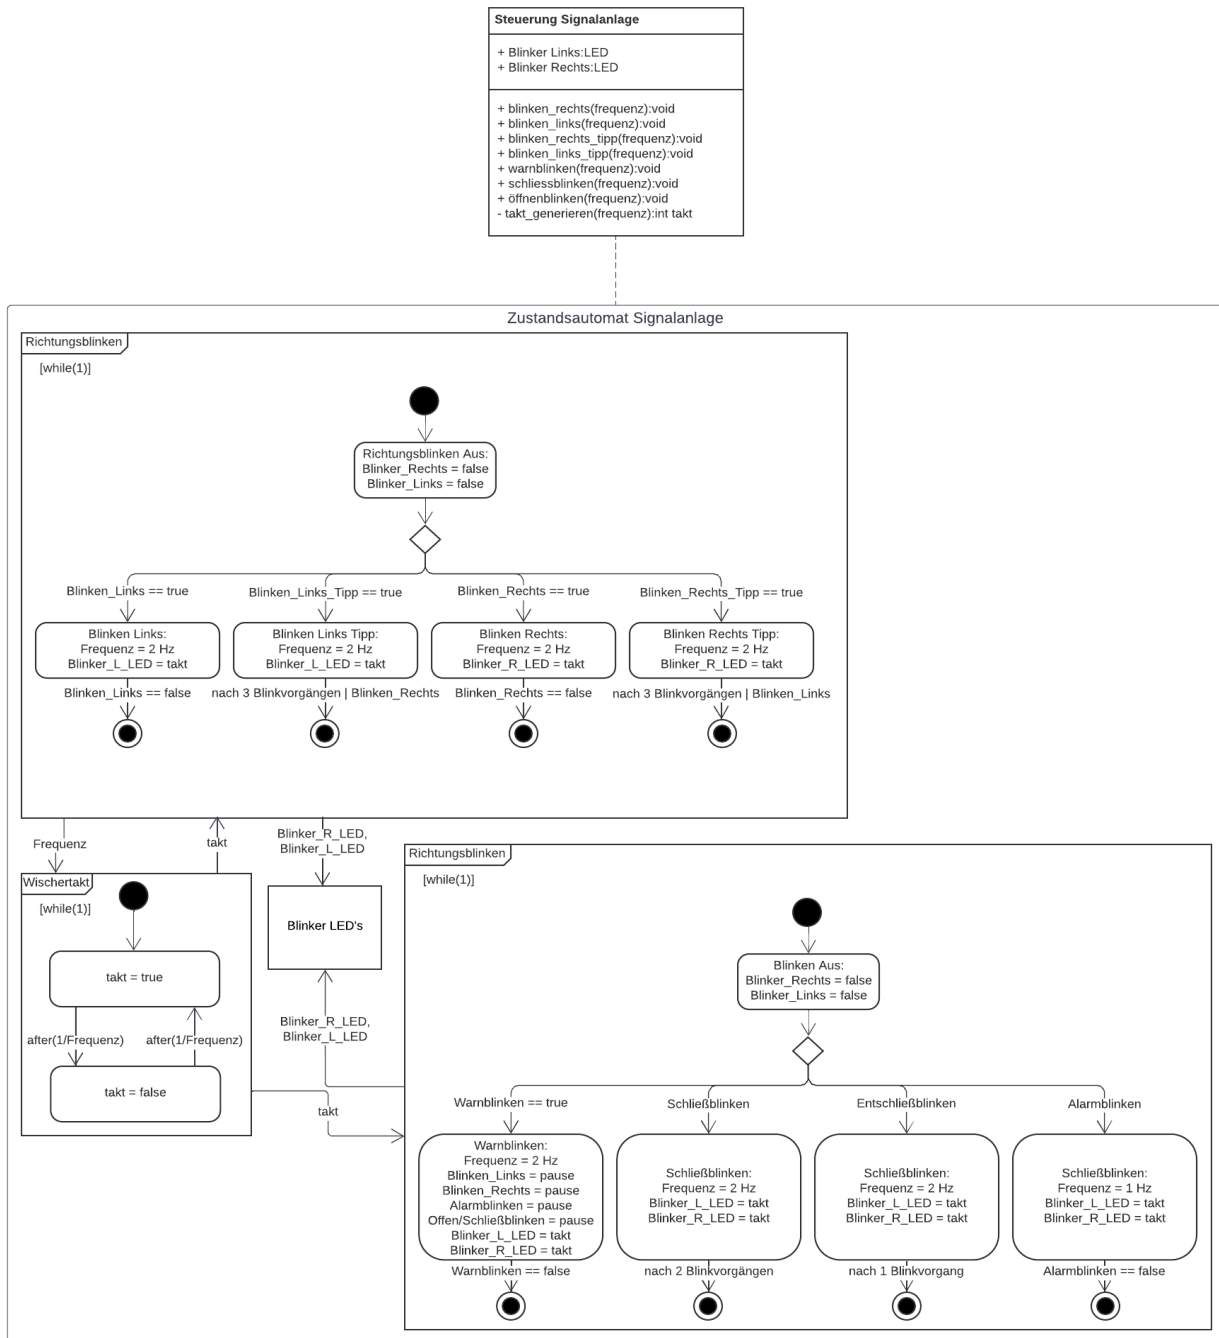 Steuerung Signalanlage
+ Blinker Links:LED
+ Blinker Rechts:LED
+ blinken_rechts(frequenz):void
+ blinken_links(frequenz):void
+ blinken_rechts_tipp(frequenz):void
+ blinken_links_tipp(frequenz):void
+ warnblinken(frequenz):void
+ schliessblinken(frequenz):void
+ öffnenblinken(frequenz):void
- takt_generieren(frequenz):int takt
Zustandsautomat Signalanlage
Richtungsblinken
[while(1)]
Richtungsblinken Aus:
Blinker_Rechts = false
Blinker_Links = false
Blinken_Links == true
Blinken_Links_Tipp == true
Blinken_Rechts == true
Blinken_Rechts_Tipp == true
Blinken Links:
Frequenz = 2 Hz
Blinker_L_LED = takt
Blinken Links Tipp:
Frequenz = 2 Hz
Blinker_L_LED = takt
Blinken Rechts:
Frequenz = 2 Hz
Blinker_R_LED = takt
Blinken Rechts Tipp:
Frequenz = 2 Hz
Blinker_R_LED = takt
Blinken_Links == false
nach 3 Blinkvorgängen | Blinken_Rechts
Blinken_Rechts == false
nach 3 Blinkvorgängen | Blinken_Links
Frequenz
takt
Blinker_R_LED,
Blinker_L_LED
Wischertakt
[while(1)]
takt = true
after(1/Frequenz)
after(1/Frequenz)
takt = false
Blinker LED's
Blinker_R_LED,
Blinker_L_LED
takt
Richtungsblinken
[while(1)]
Blinken Aus:
Blinker_Rechts = false
Blinker_Links = false
Warnblinken == true
Schließblinken
Entschließblinken
Alarmblinken
Warnblinken:
Frequenz = 2 Hz
Blinken_Links = pause
Blinken_Rechts = pause
Alarmblinken = pause
Offen/Schließblinken = pause
Blinker_L_LED = takt
Blinker_R_LED = takt
Schließblinken:
Frequenz = 2 Hz
Blinker_L_LED = takt
Blinker_R_LED = takt
Schließblinken:
Frequenz = 2 Hz
Blinker_L_LED = takt
Blinker_R_LED = takt
Schließblinken:
Frequenz = 1 Hz
Blinker_L_LED = takt
Blinker_R_LED = takt
Warnblinken == false
nach 2 Blinkvorgängen
nach 1 Blinkvorgang
Alarmblinken == false